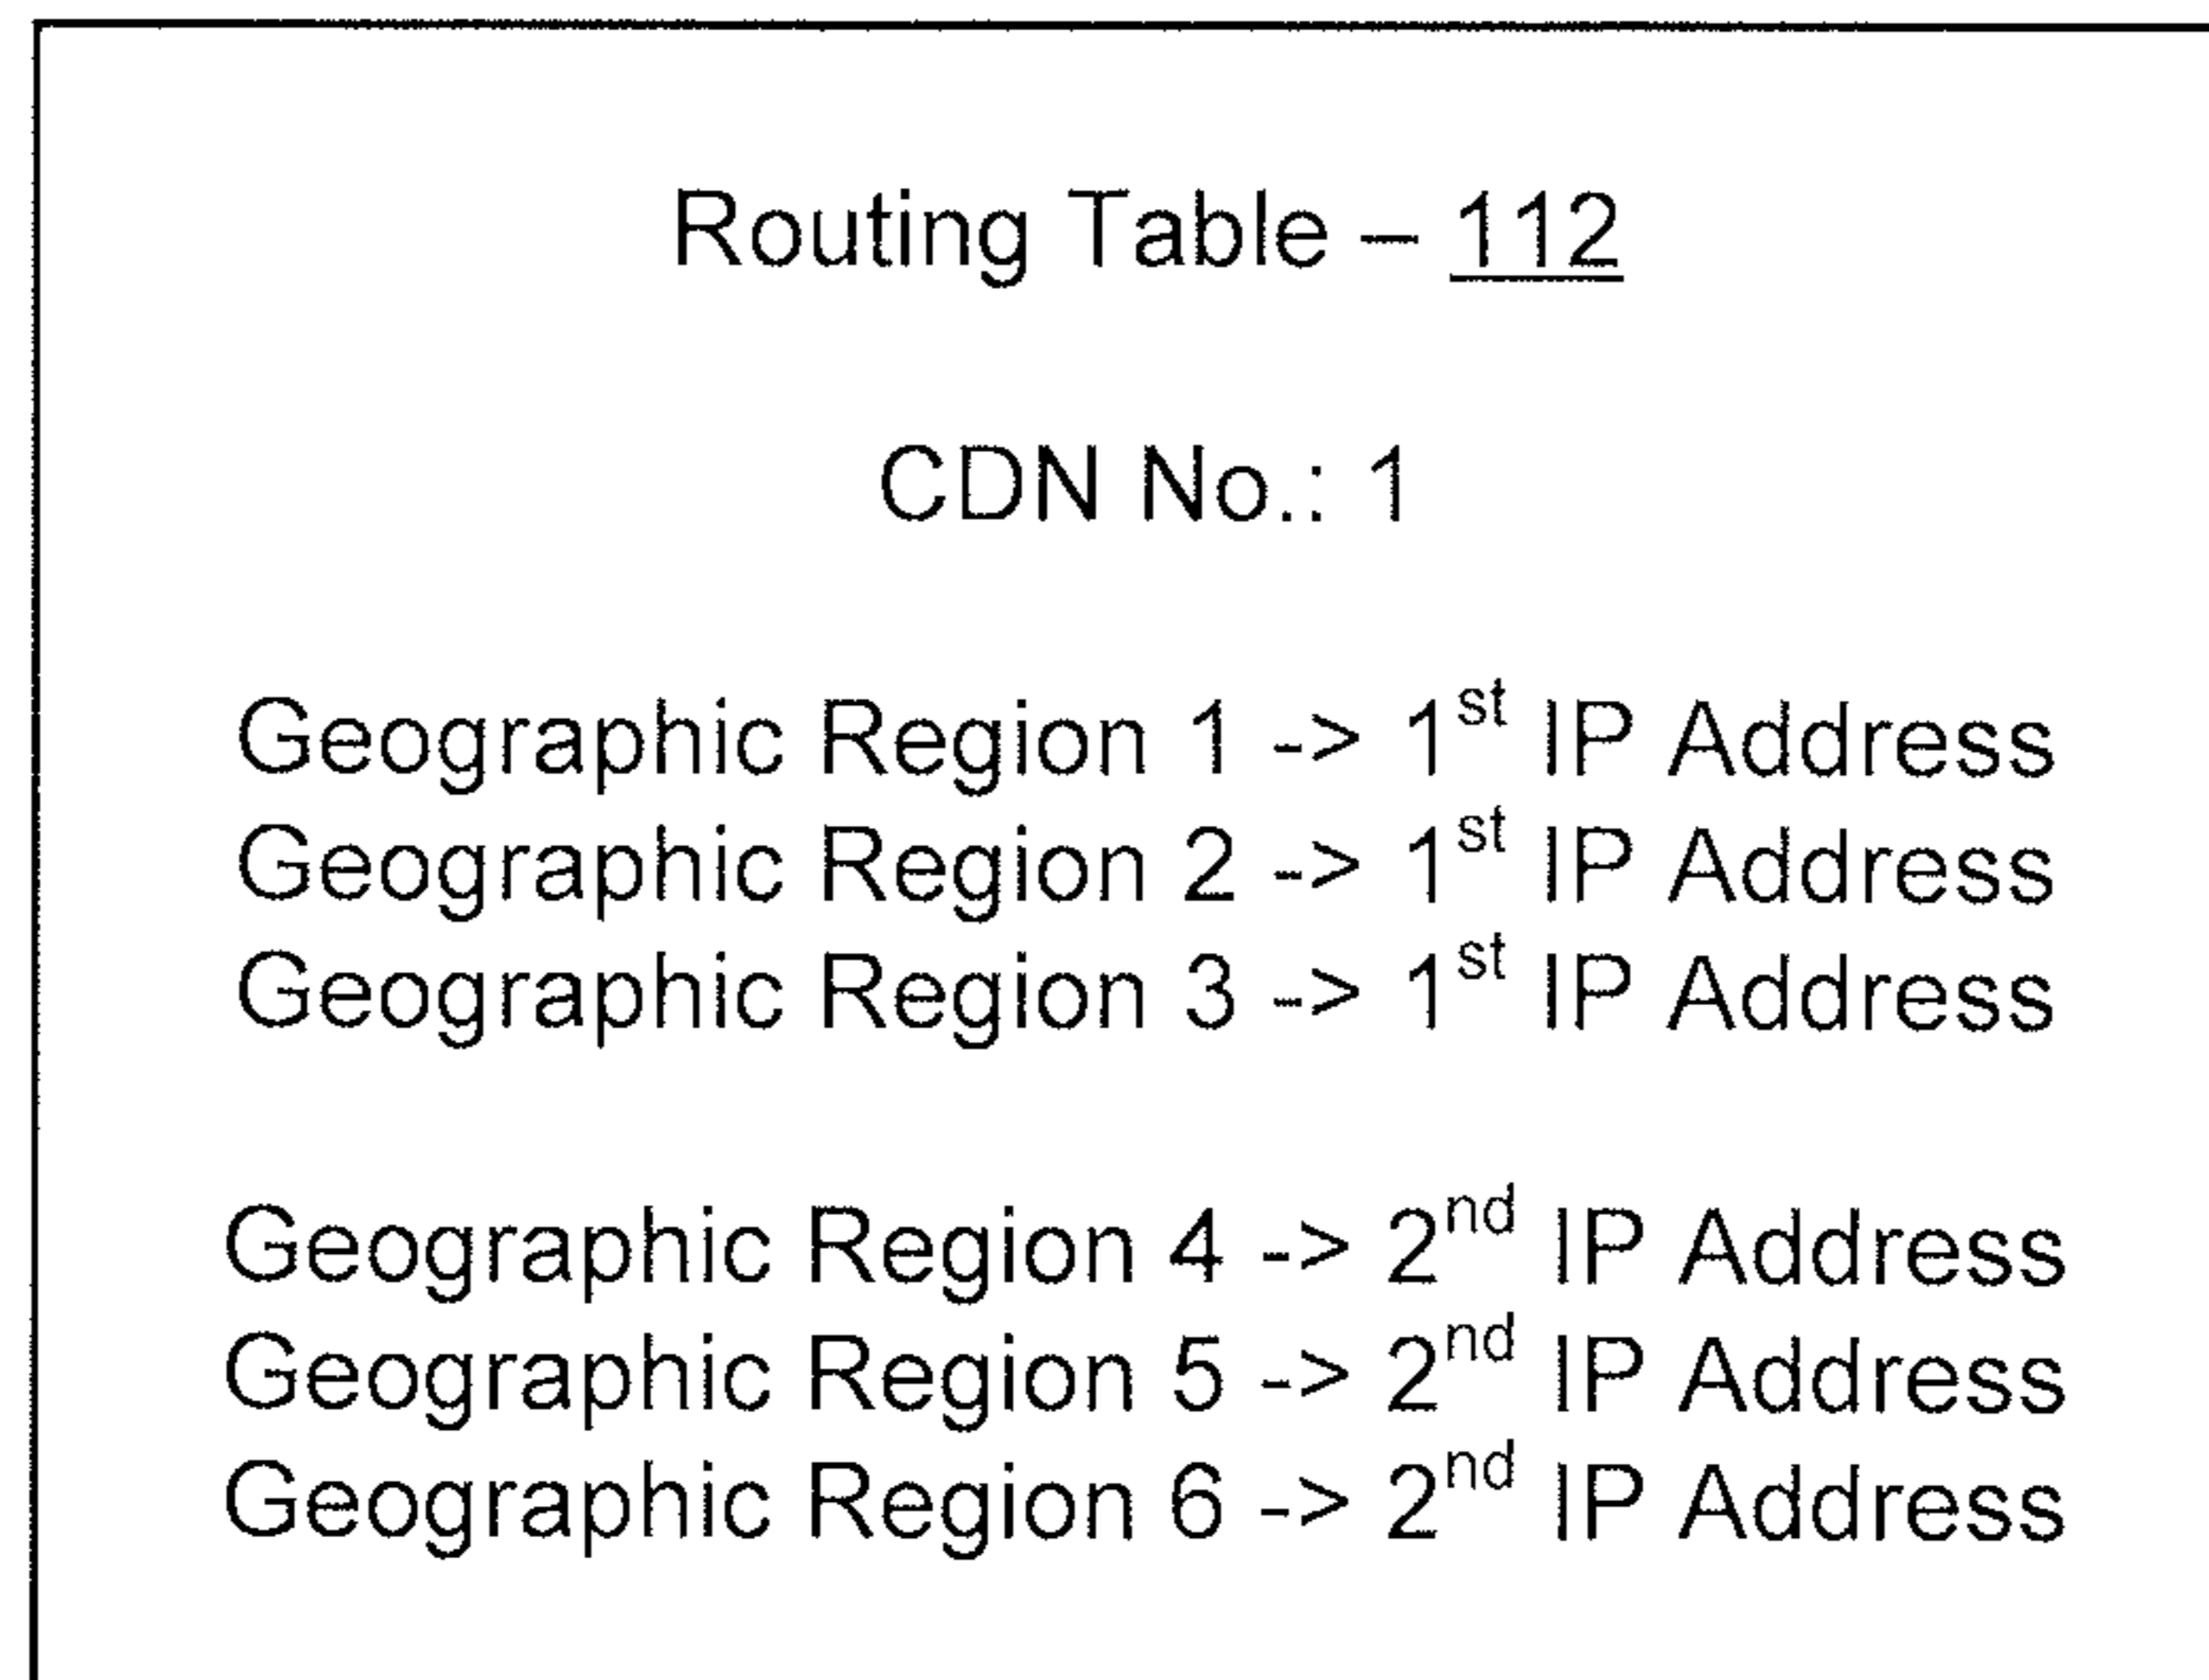 Routing Table – 112
CDN No.: 1
Geographic Region 1 -> 1st IP Address
Geographic Region 2 -> 1st IP Address
Geographic Region 3 -> 1st IP Address
Geographic Region 4 -> 2nd IP Address
Geographic Region 5 -> 2nd IP Address
Geographic Region 6 -> 2nd IP Address